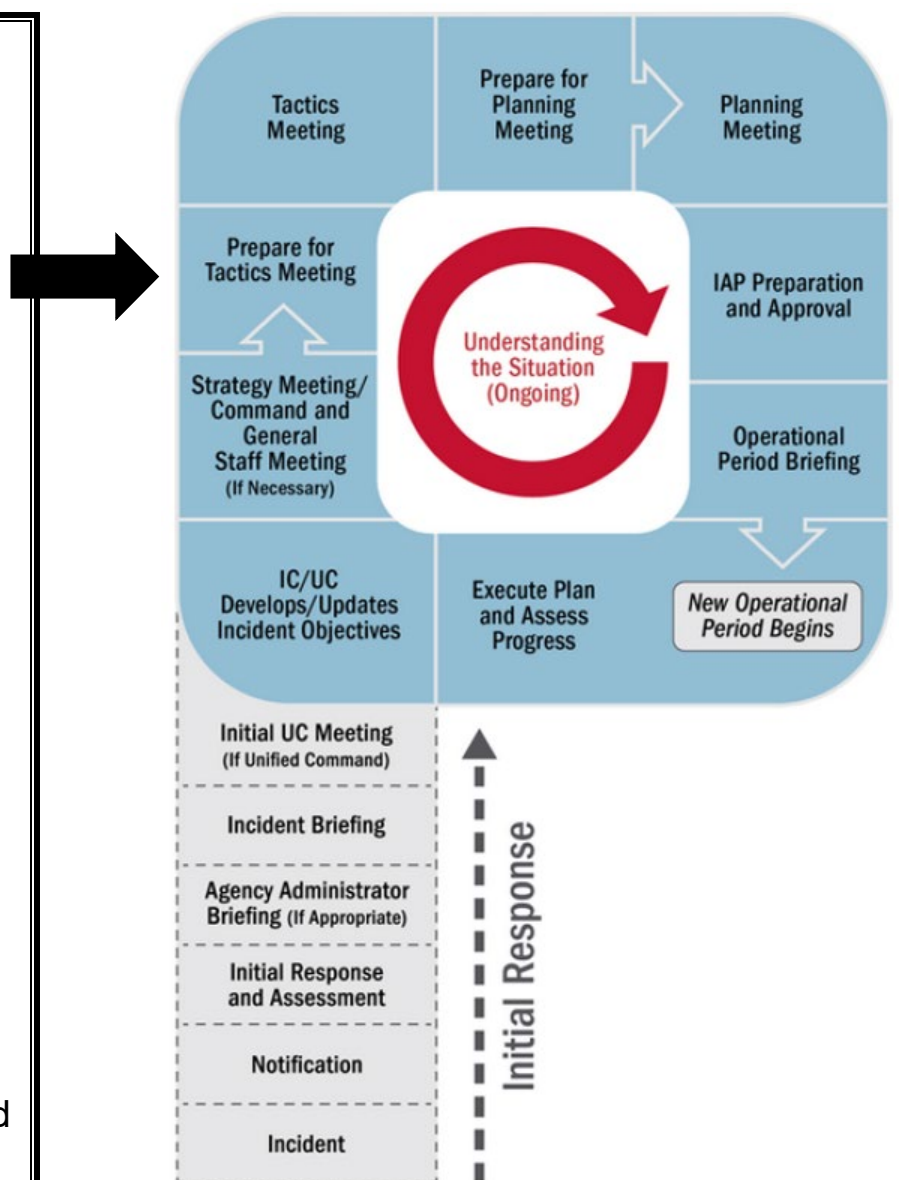 Tactics
Meeting
Prepare for
Planning
Meeting
Planning
Meeting
Prepare for
Tactics Meeting
IAP Preparation
and Approval
Understanding
the Situation
(Ongoing)
Strategy Meeting/
Command and
General
Staff Meeting
(If Necessary)
Operational
Period Briefing
IC/UC
Develops/Updates
Incident Objectives
Execute Plan
and Assess
Progress
New Operational
Period Begins
Initial UC Meeting
(If Unified Command)
Incident Briefing
Agency Administrator
Briefing (If Appropriate)
Initial Response
and Assessment
Notification
Incident
Initial Response